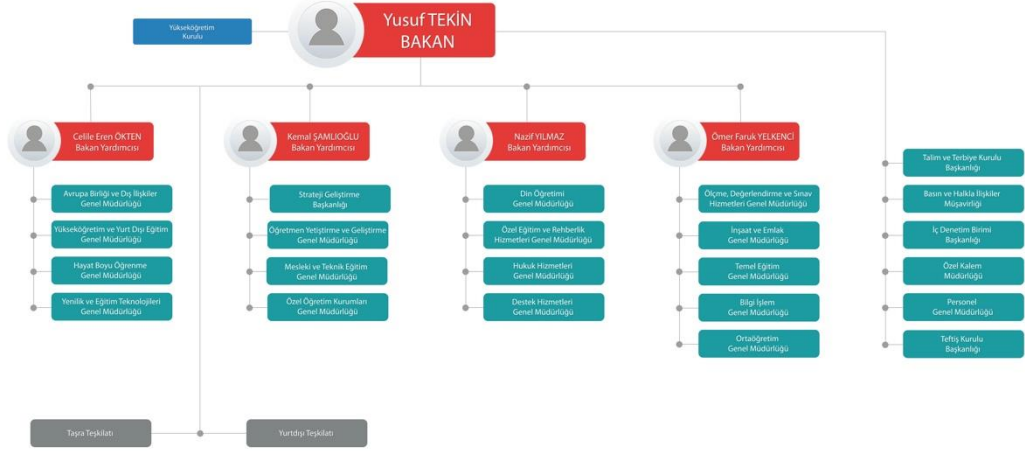 Yükseköğretim
Kurulu
Yusuf TEKİN
BAKAN
Celile Eren ÖKTEN
Bakan Yardımcısı
Avrupa Birliği ve Dış İlişkiler
Genel Müdürlüğü
Yükseköğretim ve Yurt Dışı Eğitim
Genel Müdürlüğü
Hayat Boyu Öğrenme
Genel Müdürlüğü
Yenilik ve Eğitim Teknolojileri
Genel Müdürlüğü
Kemal ŞAMLIOĞLU
Bakan Yardımcısı
Strateji Geliştirme
Başkanlığı
Öğretmen Yetiştirme ve Geliştirme
Genel Müdürlüğü
Mesleki ve Teknik Eğitim
Genel Müdürlüğü
Özel Öğretim Kurumları
Genel Müdürlüğü
Nazif YILMAZ
Bakan Yardımcısı
Din Öğretimi
Genel Müdürlüğü
Özel Eğitim ve Rehberlik
Hizmetleri Genel Müdürlüğü
Hukuk Hizmetleri
Genel Müdürlüğü
Destek Hizmetleri
Genel Müdürlüğü
Ömer Faruk YELKENCİ
Bakan Yardımcısı
Ölçme, Değerlendirme ve Sınav
Hizmetleri Genel Müdürlüğü
İnşaat ve Emlak
Genel Müdürlüğü
Temel Eğitim
Genel Müdürlüğü
Bilgi İşlem
Genel Müdürlüğü
Ortaöğretim
Genel Müdürlüğü
Talim ve Terbiye Kurulu
Başkanlığı
Basın ve Halkla İlişkiler
Müşavirliği
İç Denetim Birimi
Başkanlığı
Özel Kalem
Müdürlüğü
Personel
Genel Müdürlüğü
Teftiş Kurulu
Başkanlığı
Taşra Teşkilatı
Yurtdışı Teşkilatı